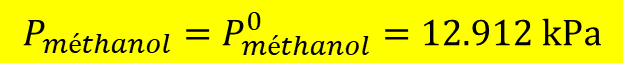 P_méthanol = P^0_méthanol = 12.912 kPa